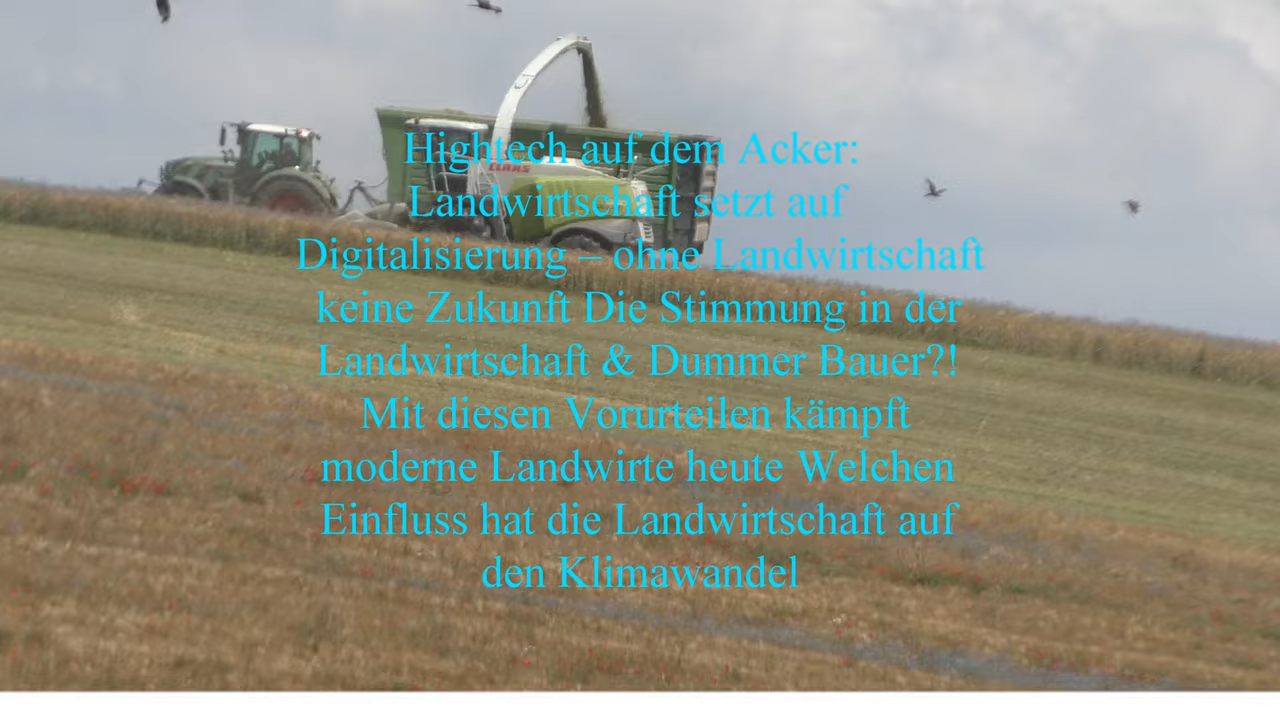 Hightech auf dem Acker:
CLAAS
Landwirtschaft setzt auf
Digitalisierung – ohne Landwirtschaft
keine Zukunft Die Stimmung in der
Landwirtschaft & Dummer Bauer?!
Mit diesen Vorurteilen kämpft
moderne Landwirte heute Welchen
Einfluss hat die Landwirtschaft auf
den Klimawandel